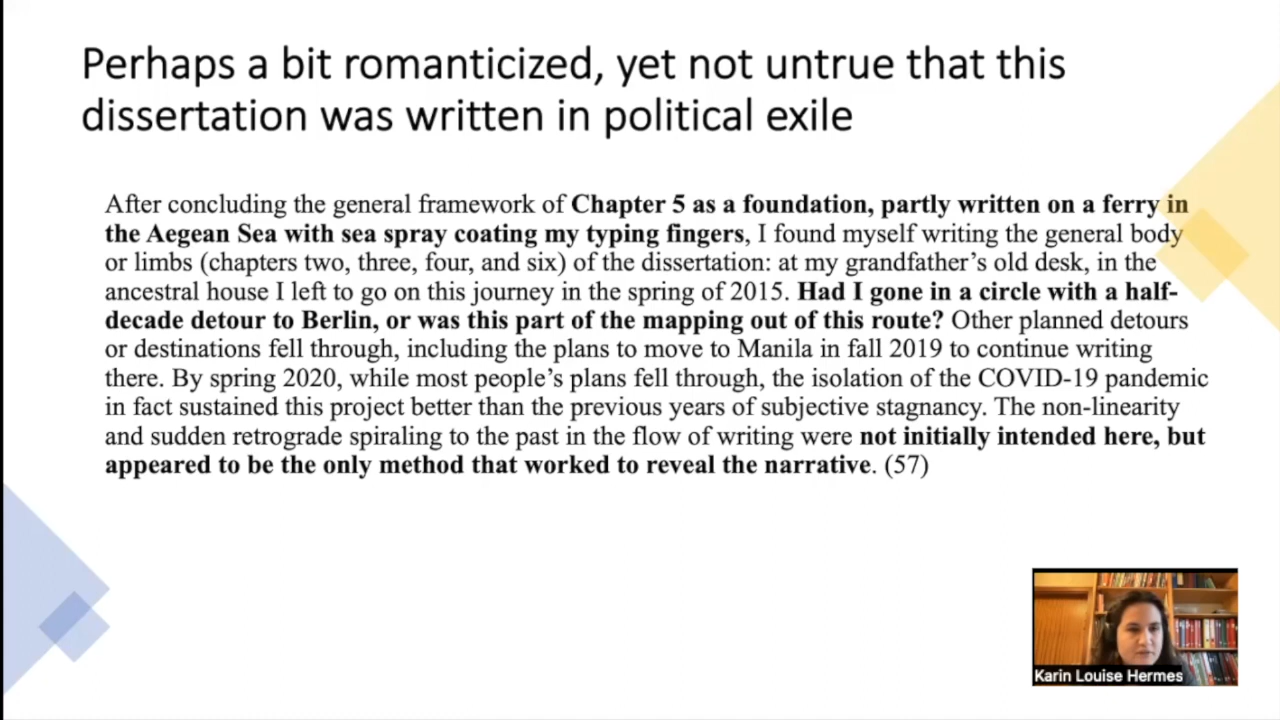 Perhaps a bit romanticized, yet not untrue that this
dissertation was written in political exile
After concluding the general framework of Chapter 5 as a foundation, partly written on a ferry in
the Aegean Sea with sea spray coating my typing fingers, I found myself writing the general body
or limbs (chapters two, three, four, and six) of the dissertation: at my grandfather’s old desk, in the
ancestral house I left to go on this journey in the spring of 2015. Had I gone in a circle with a half-
decade detour to Berlin, or was this part of the mapping out of this route? Other planned detours
or destinations fell through, including the plans to move to Manila in fall 2019 to continue writing
there. By spring 2020, while most people’s plans fell through, the isolation of the COVID-19 pandemic
in fact sustained this project better than the previous years of subjective stagnancy. The non-linearity
and sudden retrograde spiraling to the past in the flow of writing were not initially intended here, but
appeared to be the only method that worked to reveal the narrative. (57)
Karin Louise Hermes